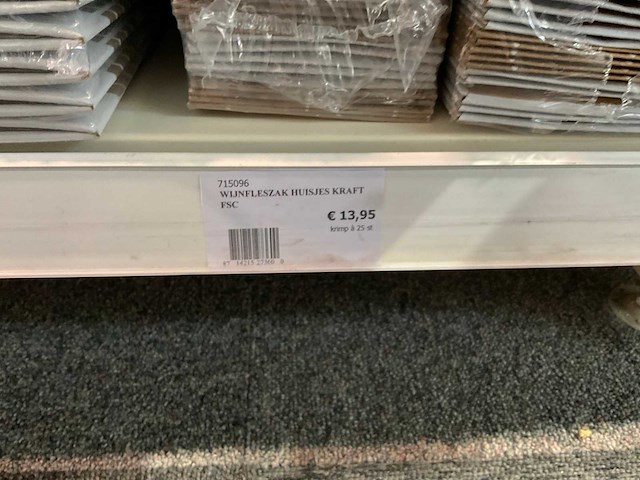 715096
WIJNFLESZAK HUISJES KRAFT
FSC
€ 13,95
krimp à 25 st